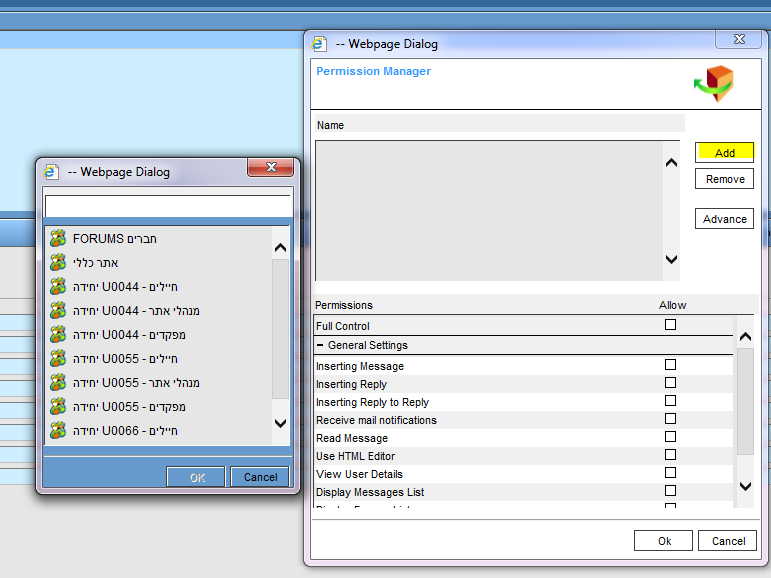 -- Webpage Dialog
Permission Manager
Name
Add
Remove
Advance
Permissions Allow
Full Control
− General Settings
Inserting Message
Inserting Reply
Inserting Reply to Reply
Receive mail notifications
Read Message
Use HTML Editor
View User Details
Display Messages List
Ok Cancel
-- Webpage Dialog
חברים FORUMS
אתר כללי
חיילים - U0044 יחידה
מנהלי אתר - U0044 יחידה
מפקדים - U0044 יחידה
חיילים - U0055 יחידה
מנהלי אתר - U0055 יחידה
מפקדים - U0055 יחידה
חיילים - U0066 יחידה
OK Cancel